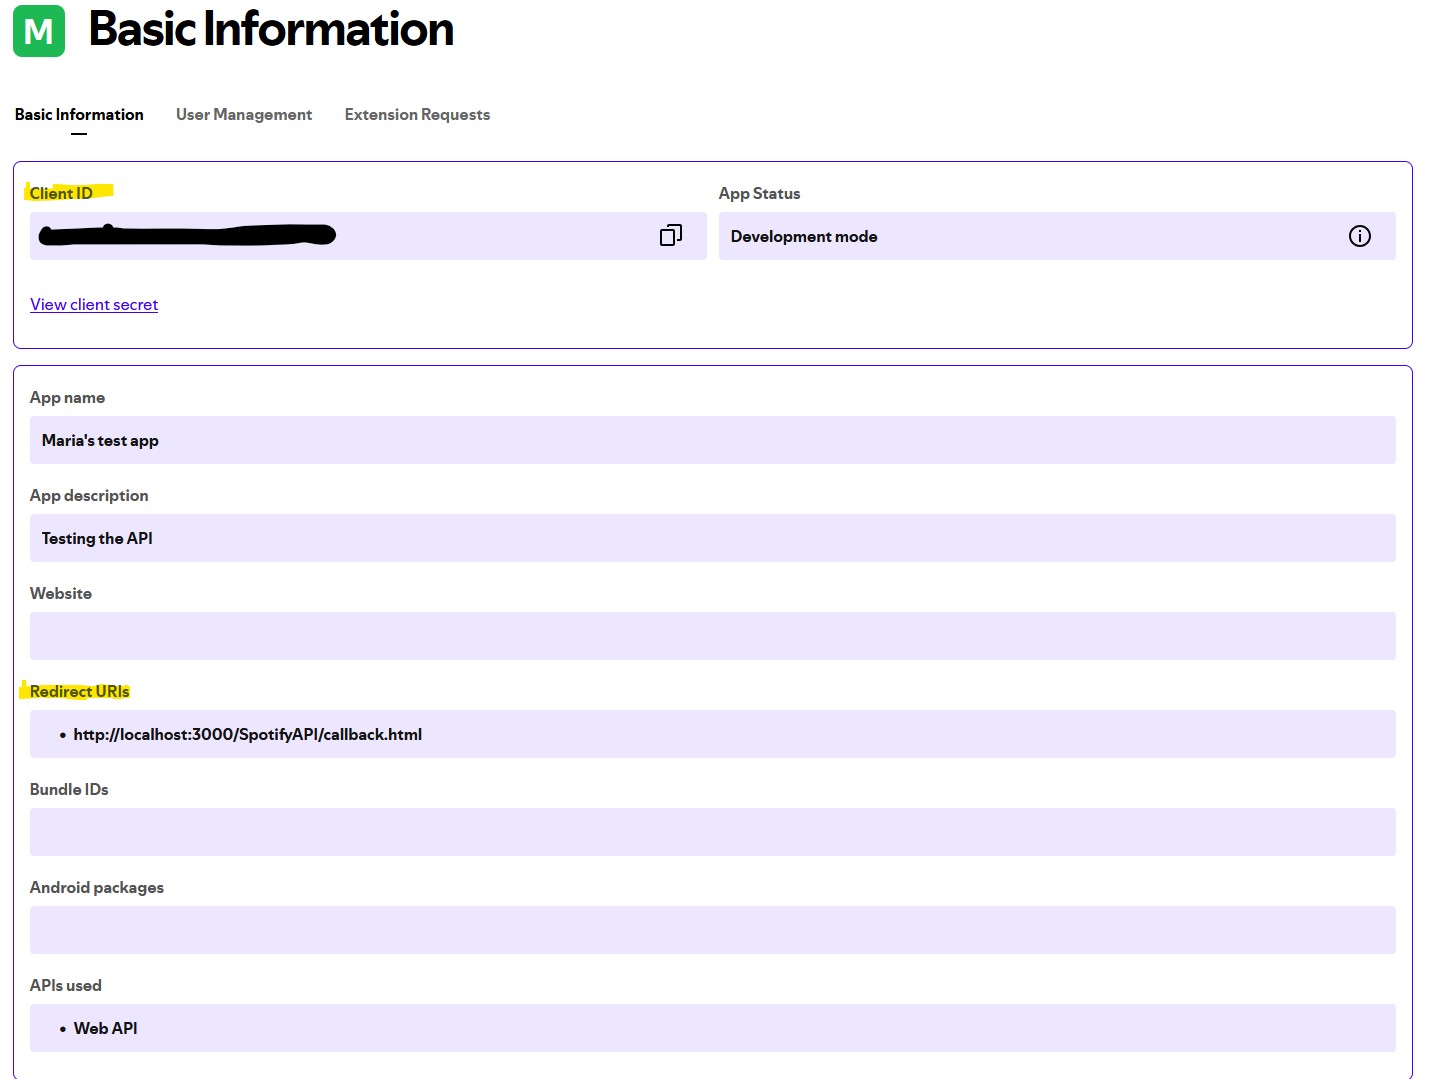 M
Basic Information
Basic Information User Management Extension Requests
Client ID
App Status
Development mode
View client secret
App name
Maria's test app
App description
Testing the API
Website
Redirect URIs
• http://localhost:3000/SpotifyAPI/callback.html
Bundle IDs
Android packages
APIs used
• Web API